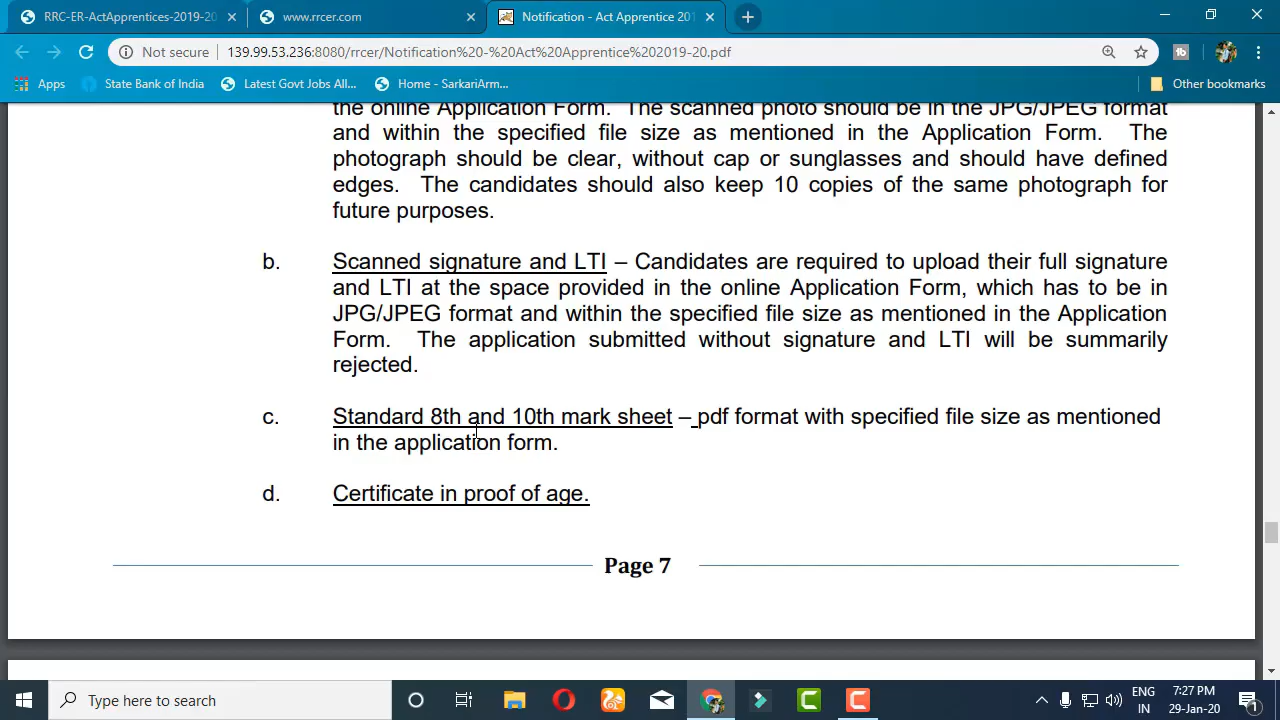 RRC-ER-ActApprentices-2019-20
www.rrcer.com
Notification - Act Apprentice 201
Not secure
139.99.53.236:8080/rrcer/Notification%20-%20Act%20Apprentice%202019-20.pdf
Apps
State Bank of India
Latest Govt Jobs All...
Home - SarkariArm...
Other bookmarks
the online Application Form. The scanned photo should be in the JPG/JPEG format
and within the specified file size as mentioned in the Application Form. The
photograph should be clear, without cap or sunglasses and should have defined
edges. The candidates should also keep 10 copies of the same photograph for
future purposes.
b. Scanned signature and LTI – Candidates are required to upload their full signature
and LTI at the space provided in the online Application Form, which has to be in
JPG/JPEG format and within the specified file size as mentioned in the Application
Form. The application submitted without signature and LTI will be summarily
rejected.
c. Standard 8th and 10th mark sheet – pdf format with specified file size as mentioned
in the application form.
d. Certificate in proof of age.
Page 7
Type here to search
ENG
IN
7:27 PM
29-Jan-20
1